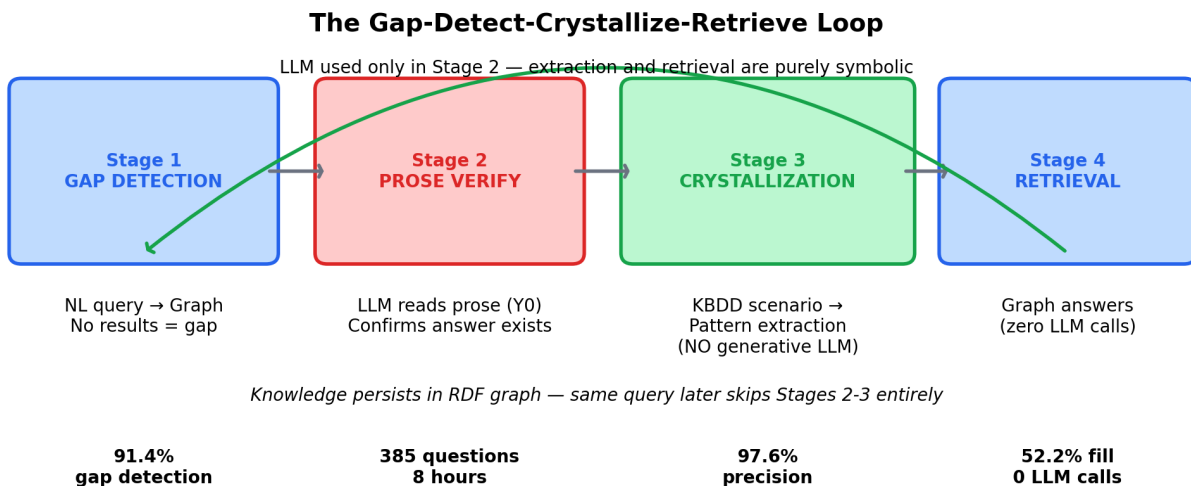 The Gap-Detect-Crystallize-Retrieve Loop
LLM used only in Stage 2 — extraction and retrieval are purely symbolic
Stage 1
GAP DETECTION
Stage 2
PROSE VERIFY
Stage 3
CRYSTALLIZATION
Stage 4
RETRIEVAL
NL query → Graph
No results = gap
LLM reads prose (Y0)
Confirms answer exists
KBDD scenario →
Pattern extraction
(NO generative LLM)
Graph answers
(zero LLM calls)
Knowledge persists in RDF graph — same query later skips Stages 2-3 entirely
91.4%
gap detection
385 questions
8 hours
97.6%
precision
52.2% fill
0 LLM calls